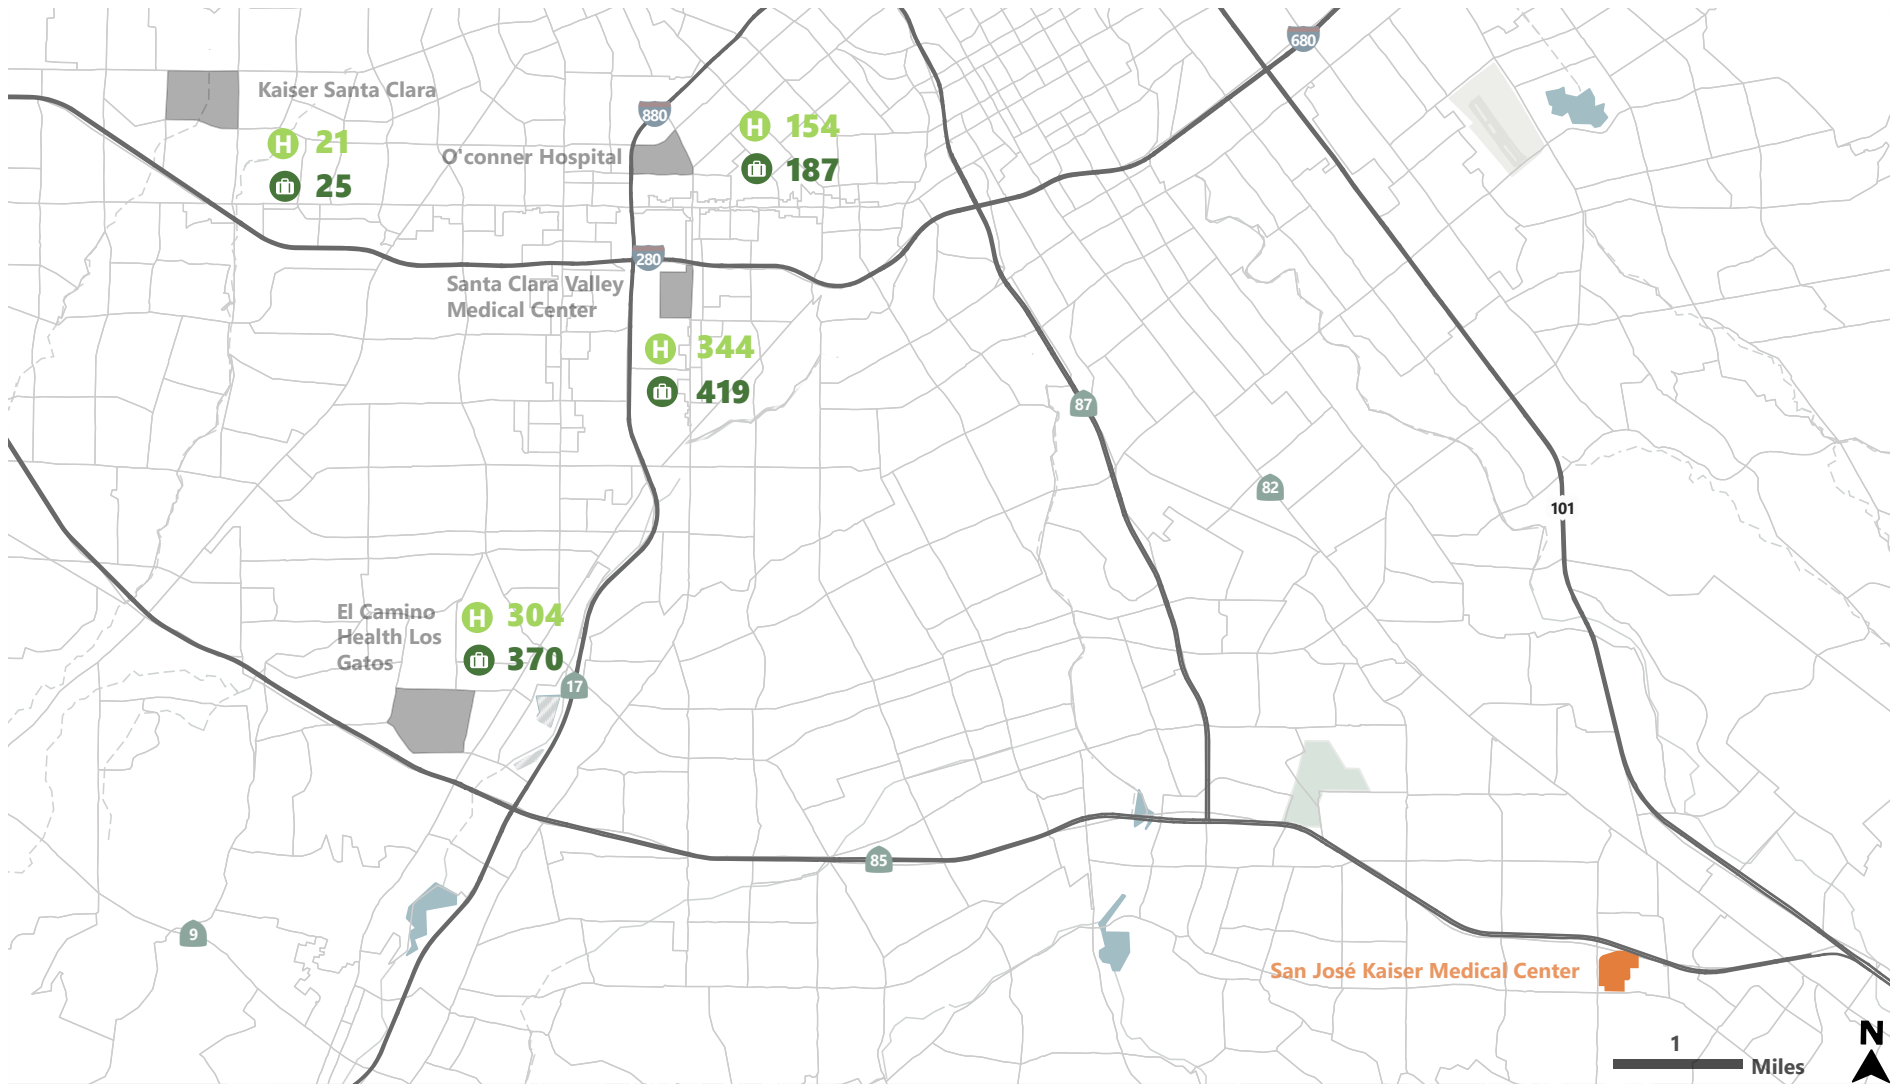 680
Kaiser Santa Clara
880
H 154
H 21
O'conner Hospital
187
25
280
Santa Clara Valley
Medical Center
H 344
419
87
82
101
El Camino
Health Los
Gatos
H 304
370
17
85
9
San José Kaiser Medical Center
N
1
Miles